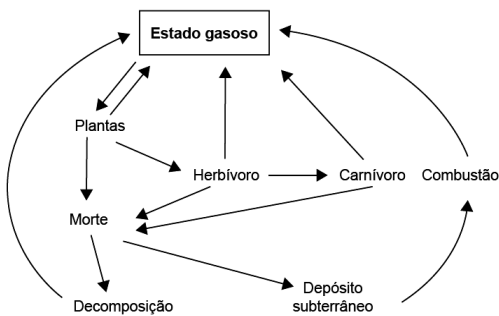 Estado gasoso
Plantas
Herbívoro
Carnívoro
Combustão
Morte
Decomposição
Depósito
subterrâneo